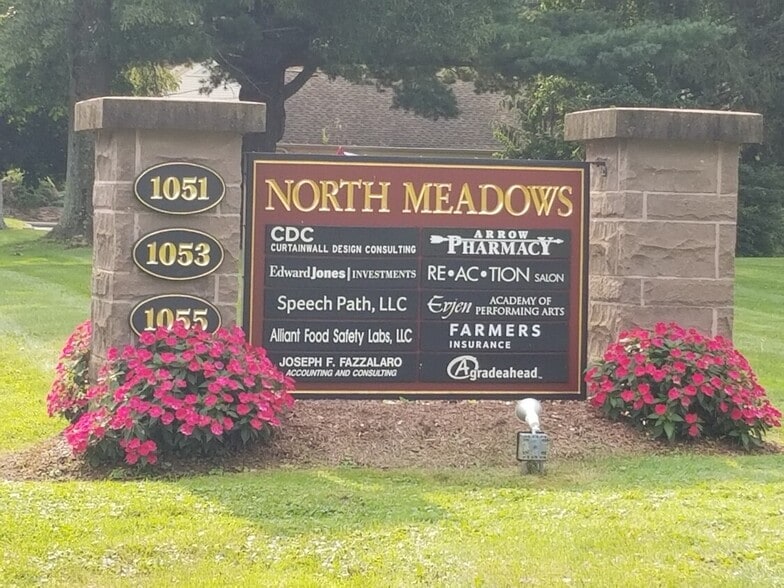 1051
1053
1055
NORTH MEADOWS
CDC
CURTAINWALL DESIGN CONSULTING
Edward Jones | INVESTMENTS
Speech Path, LLC
Alliant Food Safety Labs, LLC
JOSEPH F. FAZZALARO
ACCOUNTING AND CONSULTING
ARROW
PHARMACY
RE•AC•TION SALON
Evjen ACADEMY OF
PERFORMING ARTS
FARMERS
INSURANCE
Agradeahead